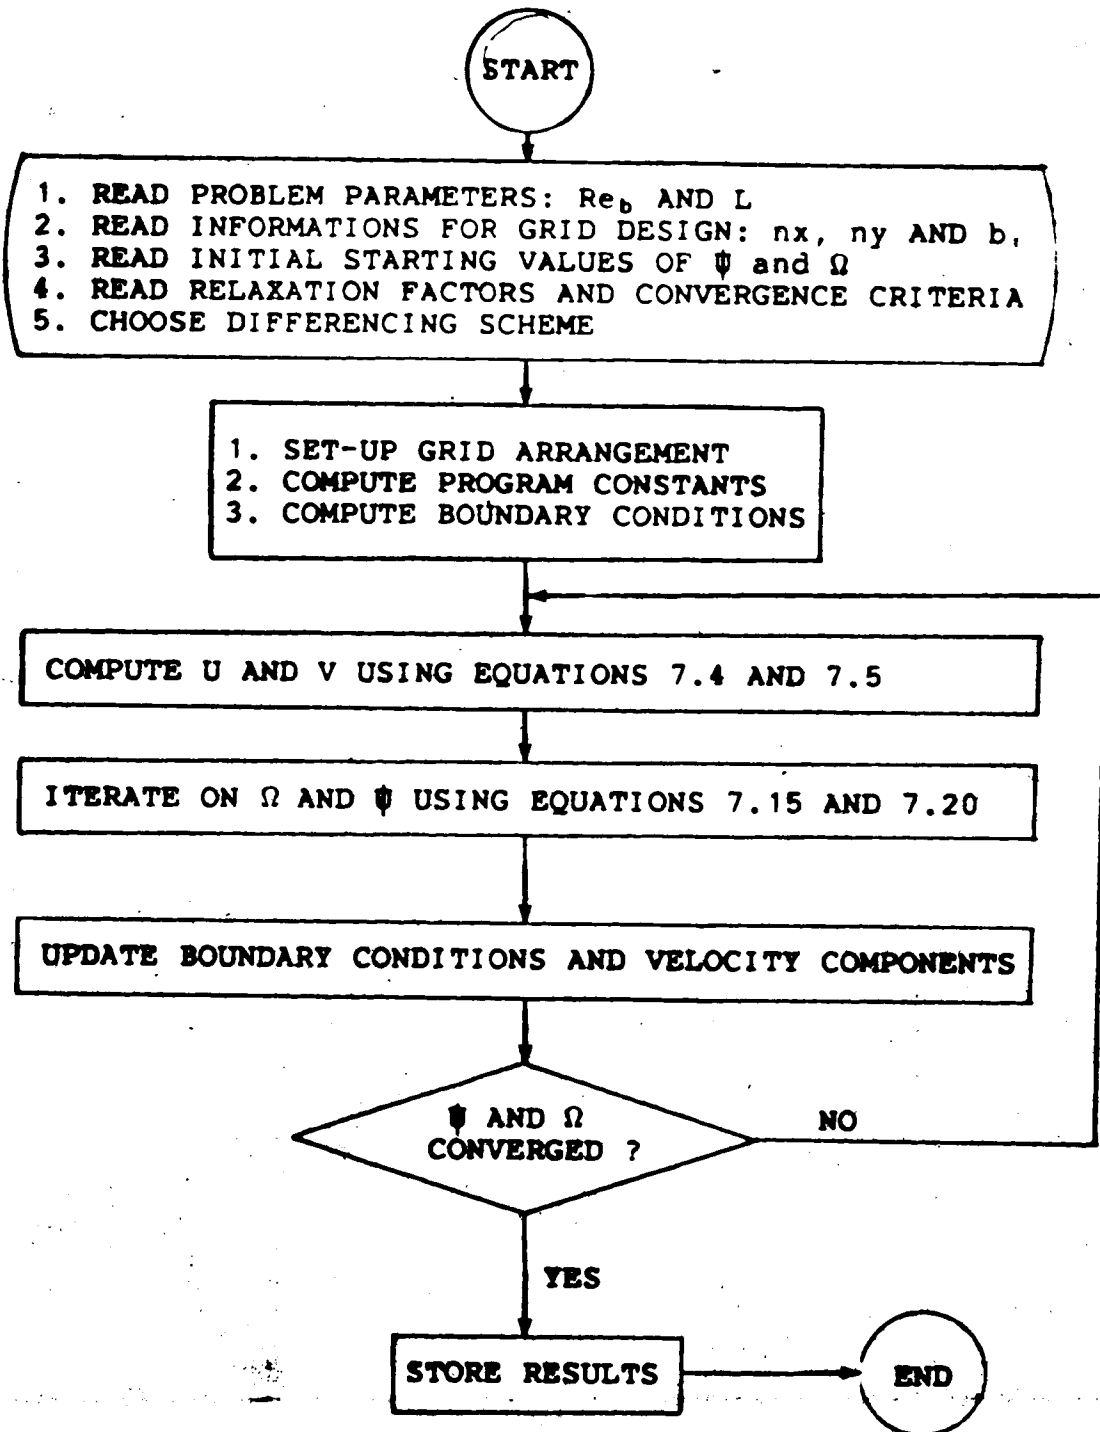 START
1. READ PROBLEM PARAMETERS: Re_b AND L
2. READ INFORMATIONS FOR GRID DESIGN: nx, ny AND b,
3. READ INITIAL STARTING VALUES OF ψ and Ω
4. READ RELAXATION FACTORS AND CONVERGENCE CRITERIA
5. CHOOSE DIFFERENCING SCHEME
1. SET-UP GRID ARRANGEMENT
2. COMPUTE PROGRAM CONSTANTS
3. COMPUTE BOUNDARY CONDITIONS
COMPUTE U AND V USING EQUATIONS 7.4 AND 7.5
ITERATE ON Ω AND ψ USING EQUATIONS 7.15 AND 7.20
UPDATE BOUNDARY CONDITIONS AND VELOCITY COMPONENTS
ψ AND Ω
CONVERGED ?
NO
YES
STORE RESULTS
END